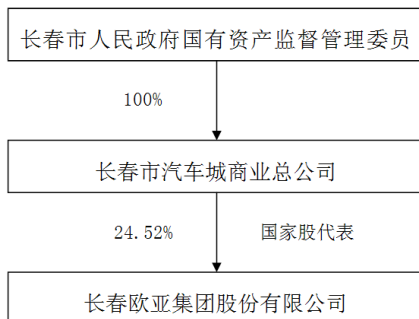 长春市人民政府国有资产监督管理委员
100%
长春市汽车城商业总公司
24.52% 国家股代表
长春欧亚集团股份有限公司